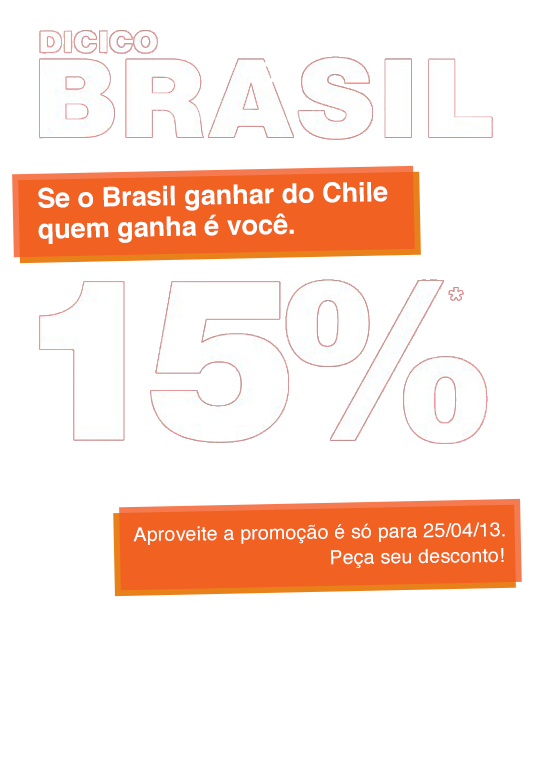 DICICO
BRASIL
Se o Brasil ganhar do Chile
quem ganha é você.
15%*
Aproveite a promoção é só para 25/04/13.
Peça seu desconto!